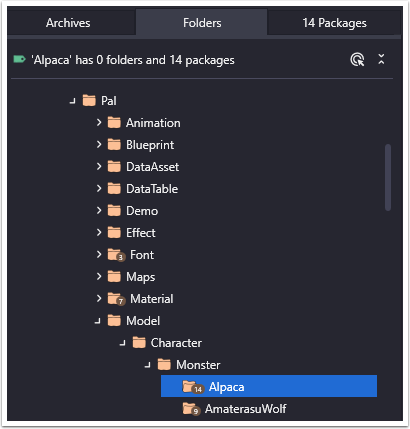 Archives Folders 14 Packages
'Alpaca' has 0 folders and 14 packages
Pal
Animation
Blueprint
DataAsset
DataTable
Demo
Effect
3 Font
Maps
7 Material
Model
Character
Monster
14 Alpaca
9 AmaterasuWolf